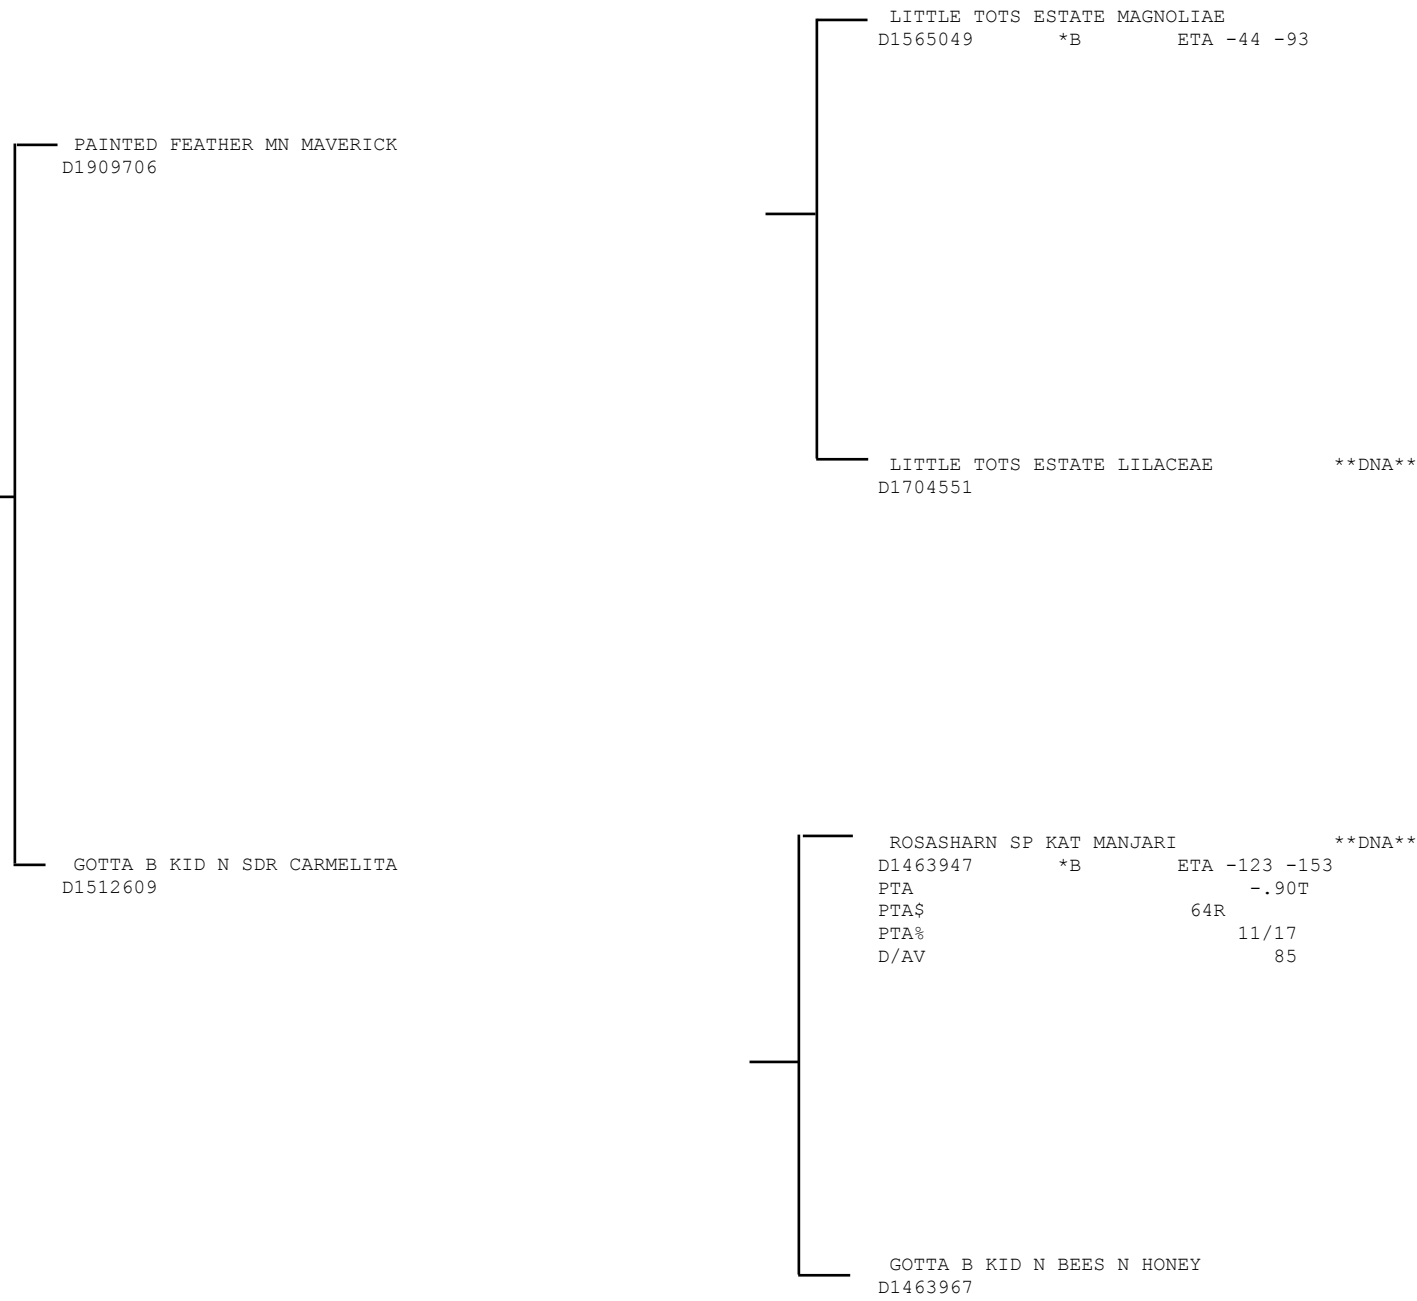 LITTLE TOTS ESTATE MAGNOLIAE
D1565049 *B ETA -44 -93
PAINTED FEATHER MN MAVERICK
D1909706
LITTLE TOTS ESTATE LILACEAE **DNA**
D1704551
ROSASHARN SP KAT MANJARI **DNA**
D1463947 *B ETA -123 -153
GOTTA B KID N SDR CARMELITA
D1512609
PTA -.90T
PTA$ 64R
PTA% 11/17
D/AV 85
GOTTA B KID N BEES N HONEY
D1463967